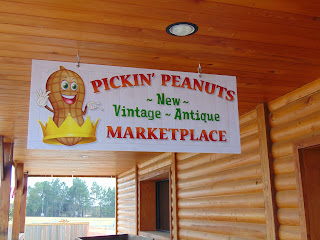 PICKIN' PEANUTS
~ New ~
Vintage ~ Antique
MARKETPLACE